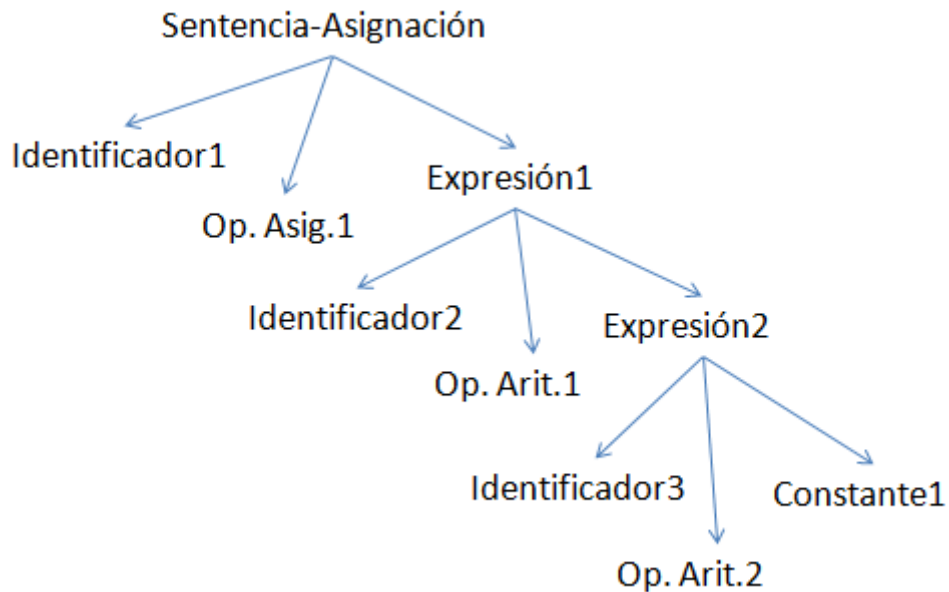 Sentencia-Asignación
Identificador1
Op. Asig.1
Expresión1
Identificador2
Op. Arit.1
Expresión2
Identificador3
Op. Arit.2
Constante1